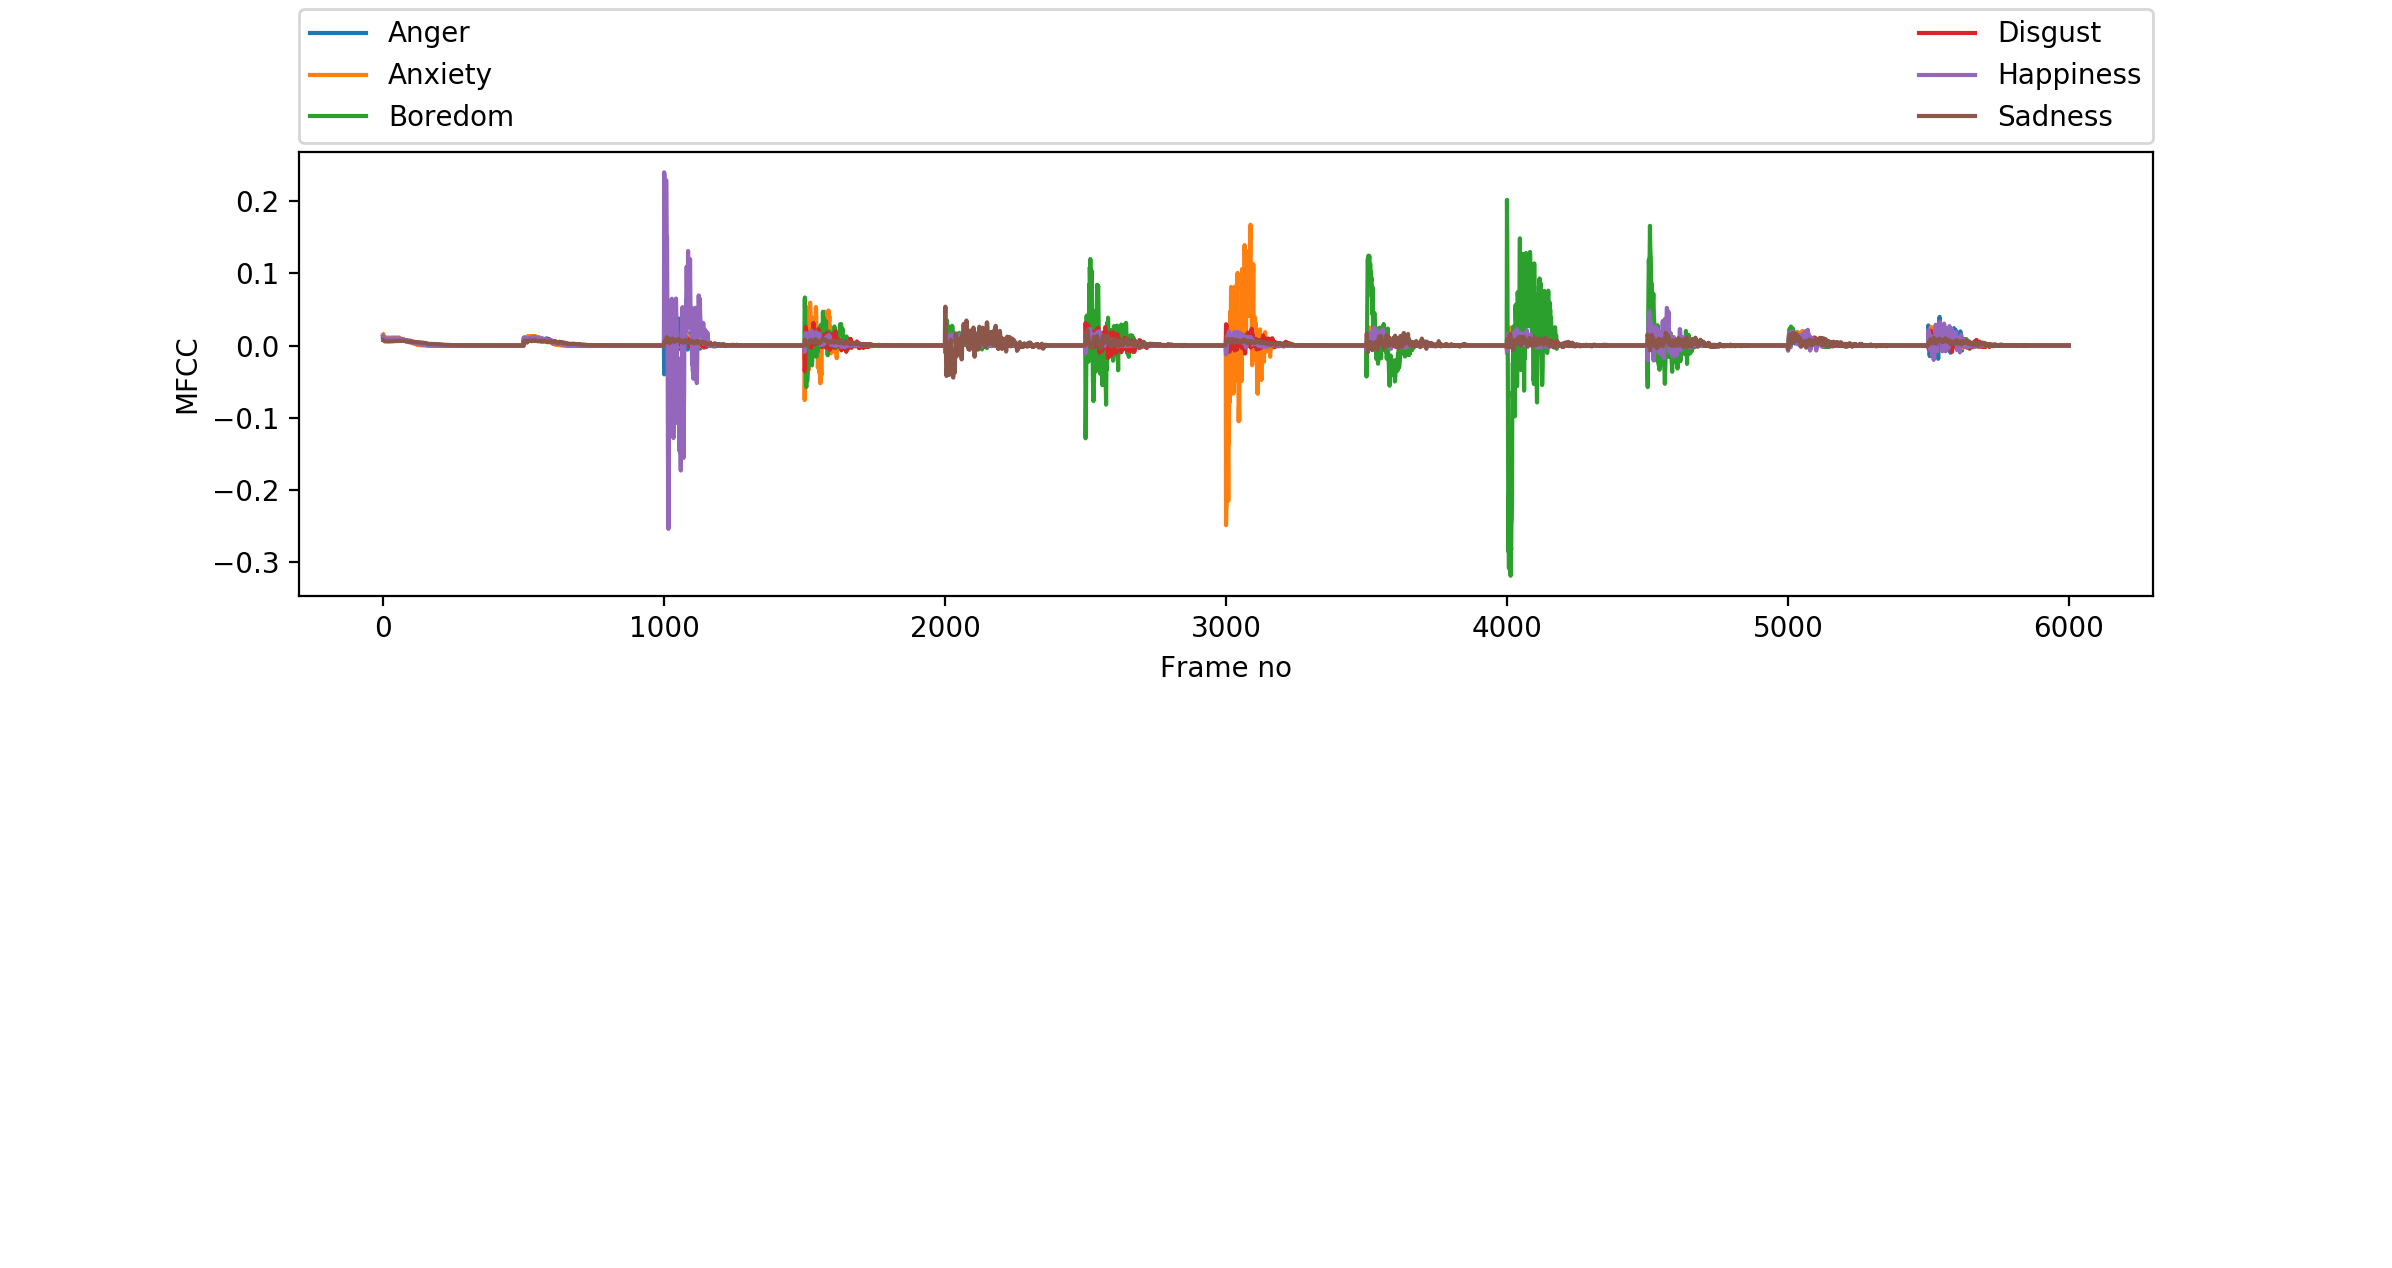 Anger
Anxiety
Boredom
Disgust
Happiness
Sadness
0.2
0.1
0.0
−0.1
−0.2
−0.3
MFCC
0 1000 2000 3000 4000 5000 6000
Frame no